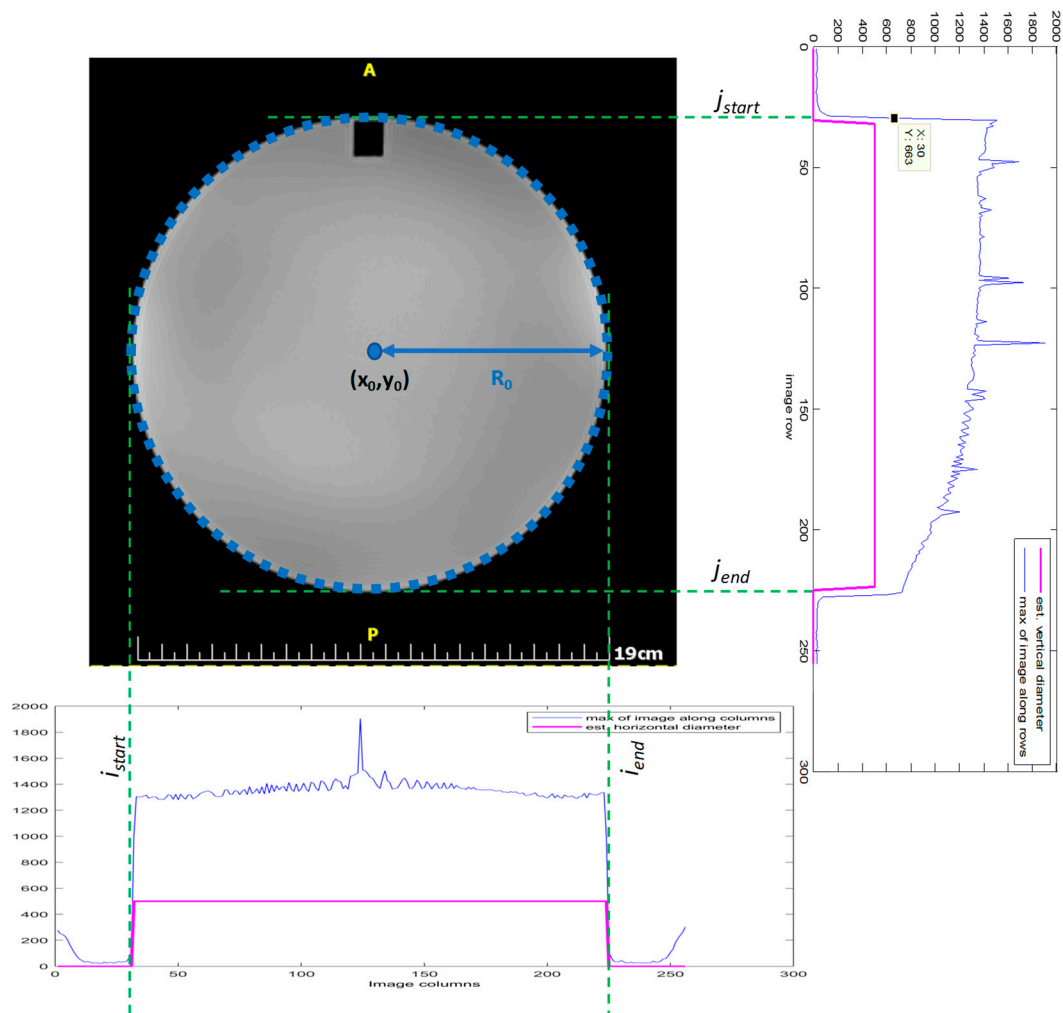 0
200
400
600
800
1000
1200
1400
1600
1800
2000
A
j_start
X: 30
Y: 663
0
50
100
150
200
250
300
image row
(x₀,y₀)
R₀
j_end
P
19cm
est. vertical diameter
max of image along rows
2000
1800
1600
1400
1200
1000
800
600
400
200
0
i_start
max of image along columns
est. horizontal diameter
i_end
0
50
100
150
200
250
300
Image columns